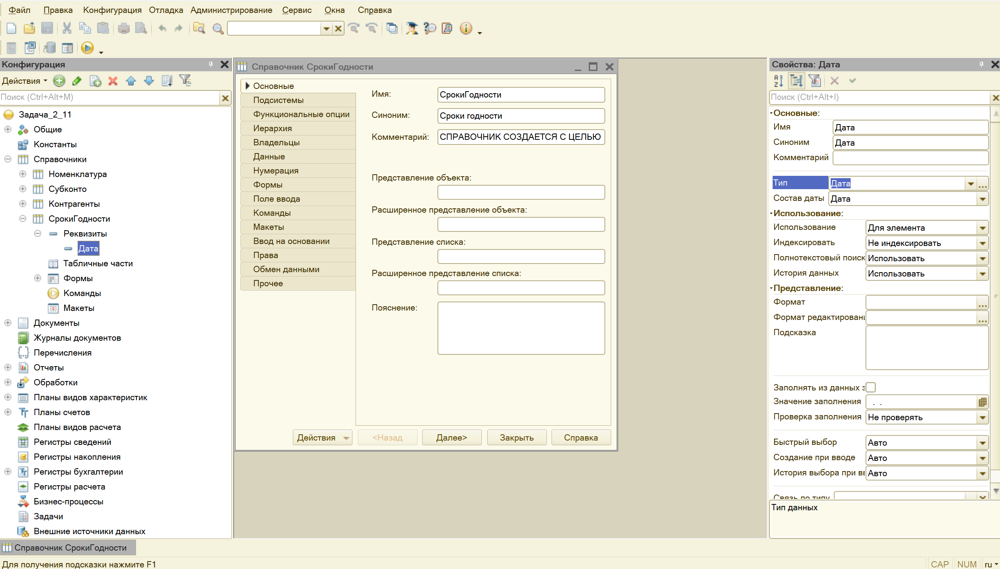 Файл Правка Конфигурация Отладка Администрирование Сервис Окна Справка
Конфигурация
Действия
Поиск (Ctrl+Alt+M)
Задача_2_11
Общие
Константы
Справочники
Номенклатура
Субконто
Контрагенты
СрокиГодности
Реквизиты
Дата
Табличные части
Формы
Команды
Макеты
Документы
Журналы документов
Перечисления
Отчеты
Обработки
Планы видов характеристик
Планы счетов
Планы видов расчета
Регистры сведений
Регистры накопления
Регистры бухгалтерии
Регистры расчета
Бизнес-процессы
Задачи
Внешние источники данных
Справочник СрокиГодности
Основные
Подсистемы
Функциональные опции
Иерархия
Владельцы
Данные
Нумерация
Формы
Поле ввода
Команды
Макеты
Ввод на основании
Права
Обмен данными
Прочее
Имя: СрокиГодности
Синоним: Сроки годности
Комментарий: СПРАВОЧНИК СОЗДАЕТСЯ С ЦЕЛЬЮ
Представление объекта:
Расширенное представление объекта:
Представление списка:
Расширенное представление списка:
Пояснение:
Действия <Назад Далее> Закрыть Справка
Свойства: Дата
Поиск (Ctrl+Alt+I)
Основные:
Имя Дата
Синоним Дата
Комментарий
Тип Дата ...
Состав даты Дата
Использование:
Использование Для элемента
Индексировать Не индексировать
Полнотекстовый поиск Использовать
История данных Использовать
Представление:
Формат ...
Формат редактировани ...
Подсказка
Заполнять из данных з
Значение заполнения . .
Проверка заполнения Не проверять
Быстрый выбор Авто
Создание при вводе Авто
История выбора при вв Авто
Связь по типу
Тип данных
Справочник СрокиГодности
Для получения подсказки нажмите F1
CAP NUM ru